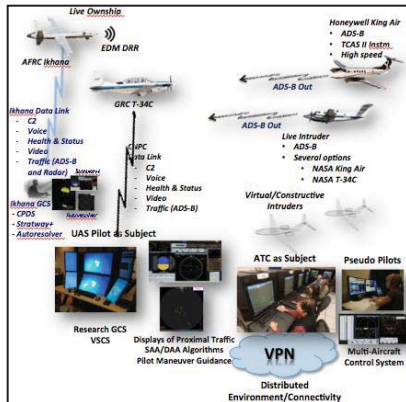 Live Ownship
EDM DRR
AFRC Ikhana
GRC T-34C
Honeywell King Air
• ADS-B
• TCAS II Instm
• High speed
ADS-B Out
ADS-B Out
Live Intruder
• ADS-B
• Several options
• NASA King Air
• NASA T-34C
Ikhana Data Link
- C2
- Voice
- Health & Status
- Video
- Traffic (ADS-B
and Radar)
Data Link
- C2
- Voice
- Health & Status
- Video
- Traffic (ADS-B)
Ikhana GCS
- CPDS
- Stratway+
- Autoresolver
Virtual/Constructive
Intruders
UAS Pilot as Subject
ATC as Subject
Pseudo Pilots
Research GCS
VSCS
Displays of Proximal Traffic
SAA/DAA Algorithms
Pilot Maneuver Guidance
VPN
Multi-Aircraft
Control System
Distributed
Environment/Connectivity